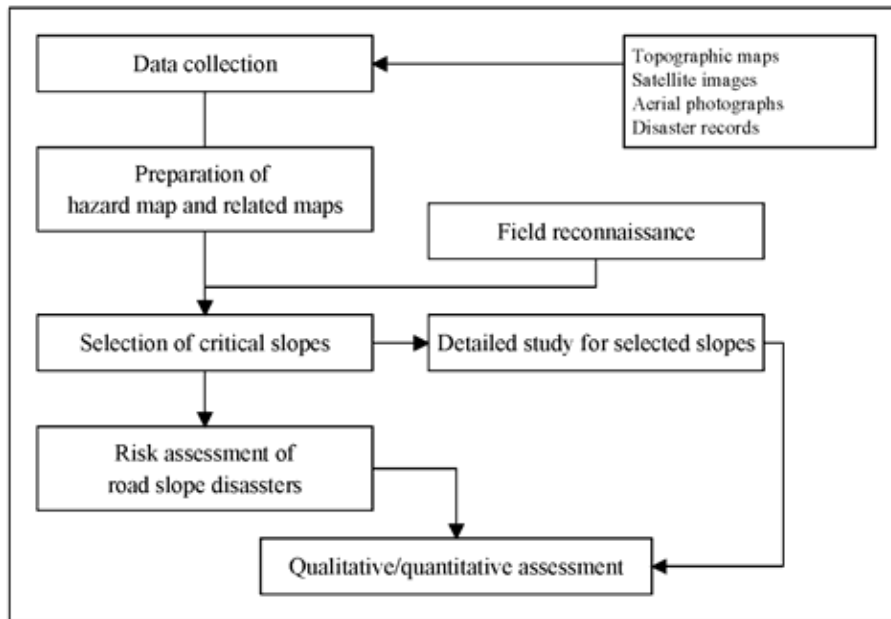 Data collection
Topographic maps
Satellite images
Aerial photographs
Disaster records
Preparation of
hazard map and related maps
Field reconnaissance
Selection of critical slopes
Detailed study for selected slopes
Risk assessment of
road slope disassters
Qualitative/quantitative assessment